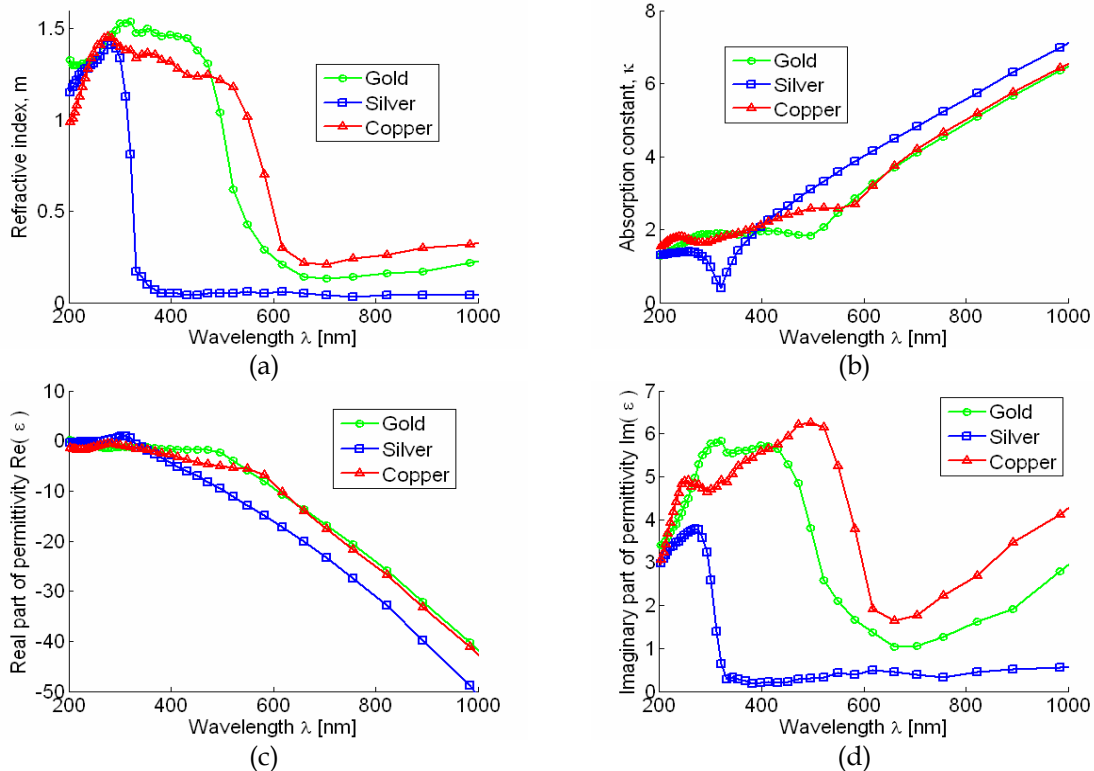 1.5
1
0.5
0
Refractive index, m
Gold
Silver
Copper
200 400 600 800 1000
Wavelength λ [nm]
(a)
8
6
4
2
0
Absorption constant, κ
Gold
Silver
Copper
200 400 600 800 1000
Wavelength λ [nm]
(b)
10
0
-10
-20
-30
-40
-50
Real part of permittivity Re( ε )
Gold
Silver
Copper
200 400 600 800 1000
Wavelength λ [nm]
(c)
7
6
5
4
3
2
1
0
Imaginary part of permittivity Im( ε )
Gold
Silver
Copper
200 400 600 800 1000
Wavelength λ [nm]
(d)